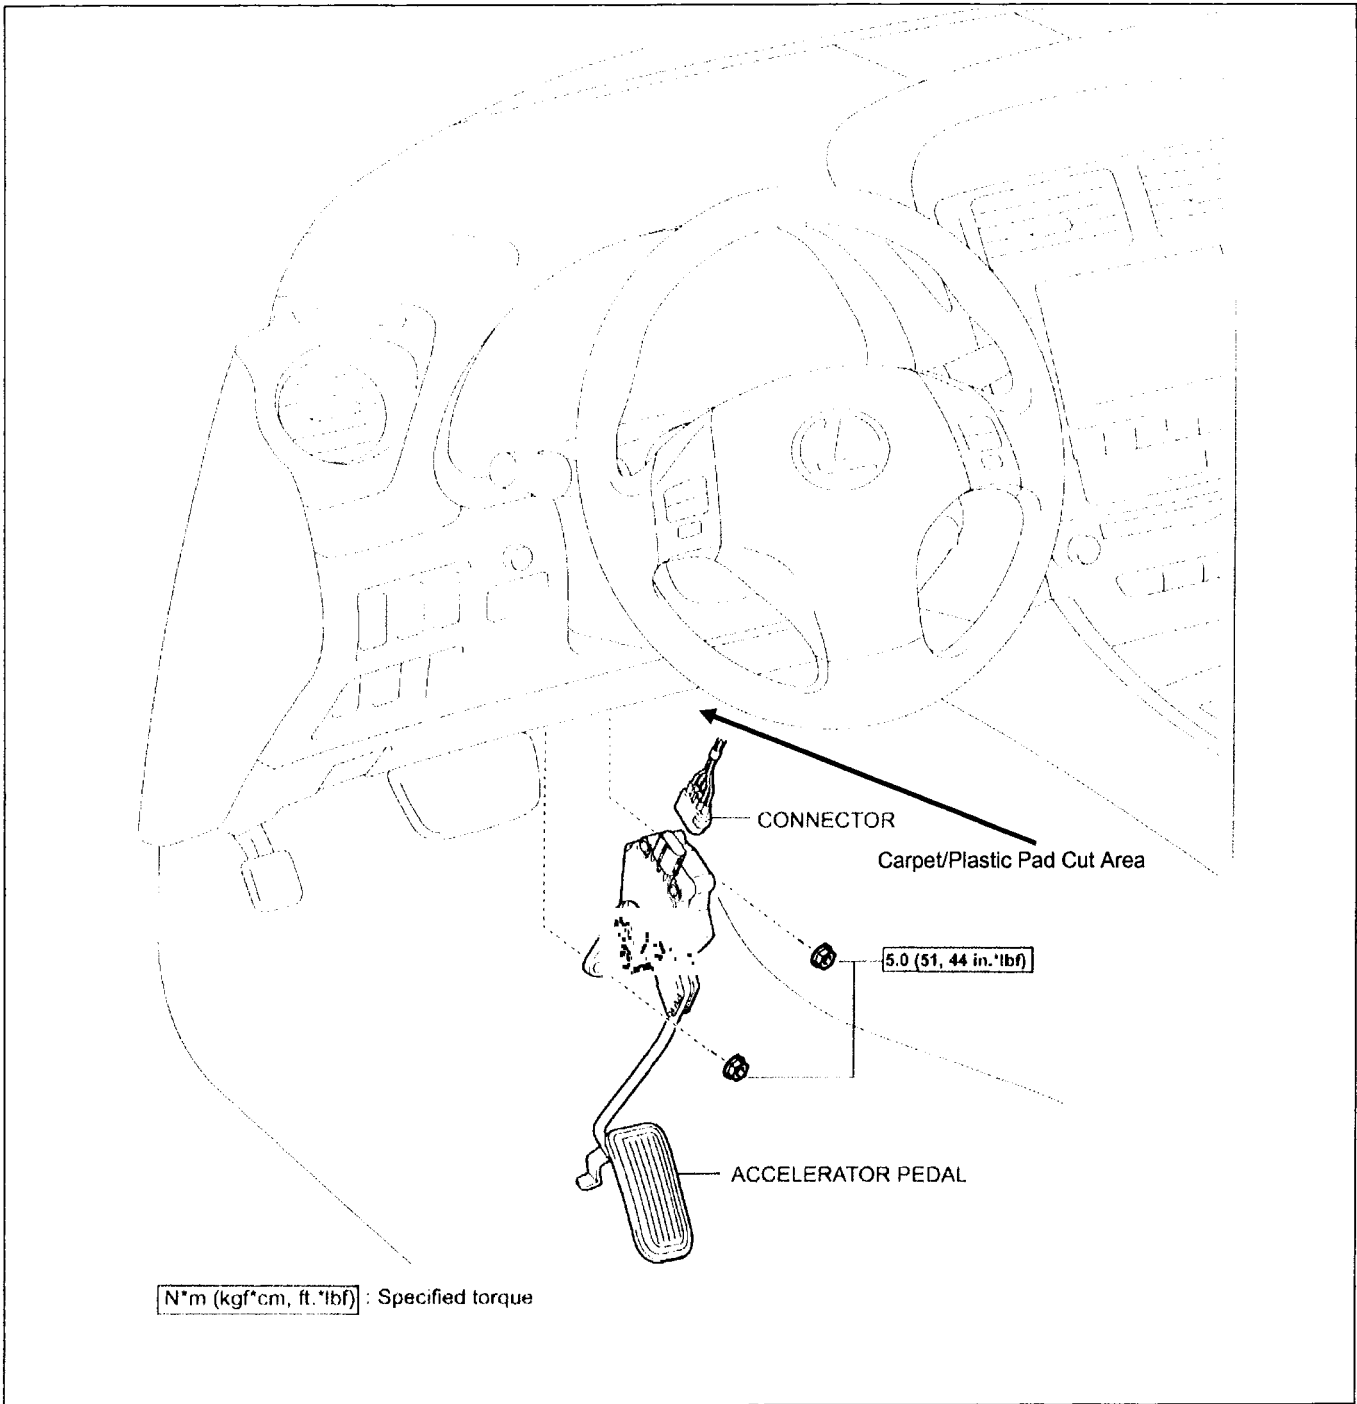 CONNECTOR
Carpet/Plastic Pad Cut Area
5.0 (51, 44 in.*lbf)
ACCELERATOR PEDAL
N*m (kgf*cm, ft.*lbf) : Specified torque